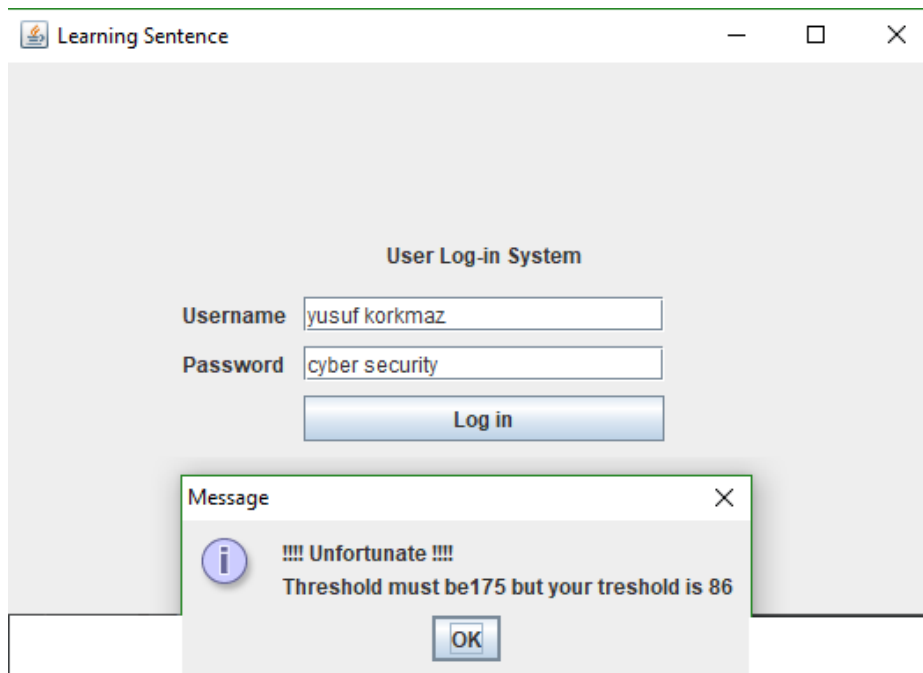 Learning Sentence
User Log-in System
Username yusuf korkmaz
Password cyber security
Log in
Message
!!!! Unfortunate !!!!
Threshold must be175 but your treshold is 86
OK